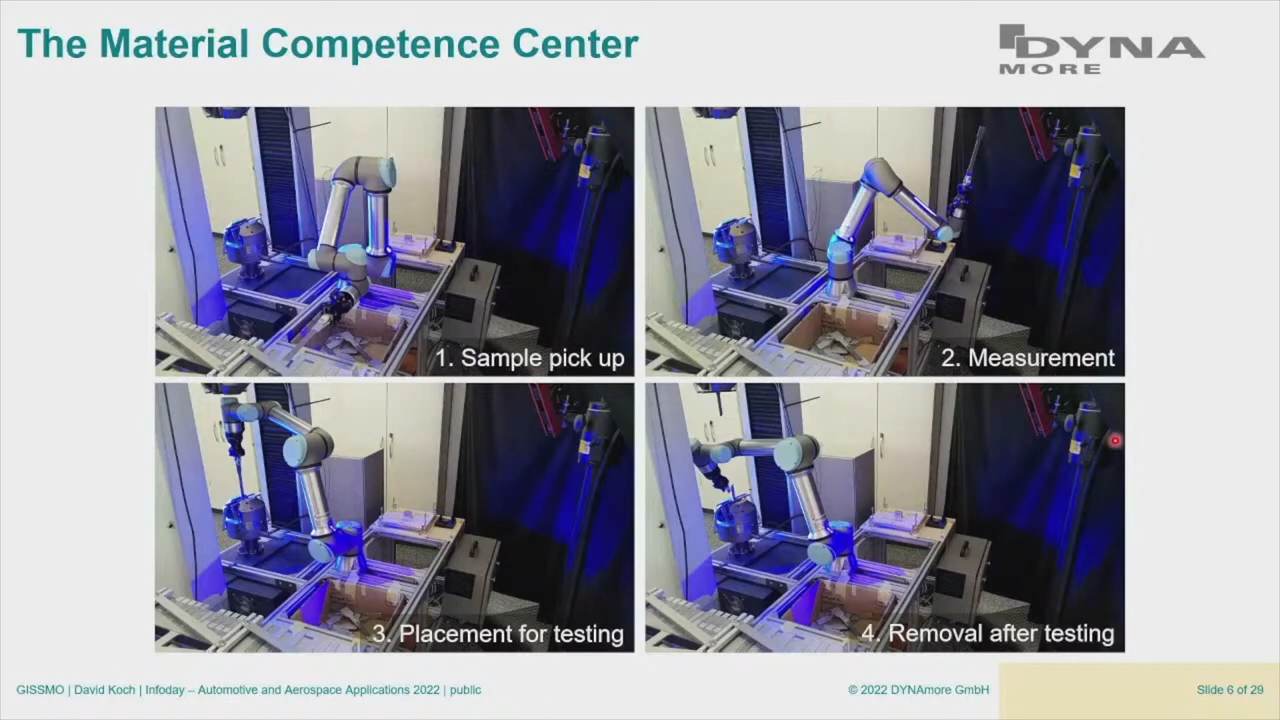 The Material Competence Center
DYNA
MORE
1. Sample pick up
2. Measurement
3. Placement for testing
4. Removal after testing
GISSMO | David Koch | Infoday – Automotive and Aerospace Applications 2022 | public
© 2022 DYNAmore GmbH
Slide 6 of 29